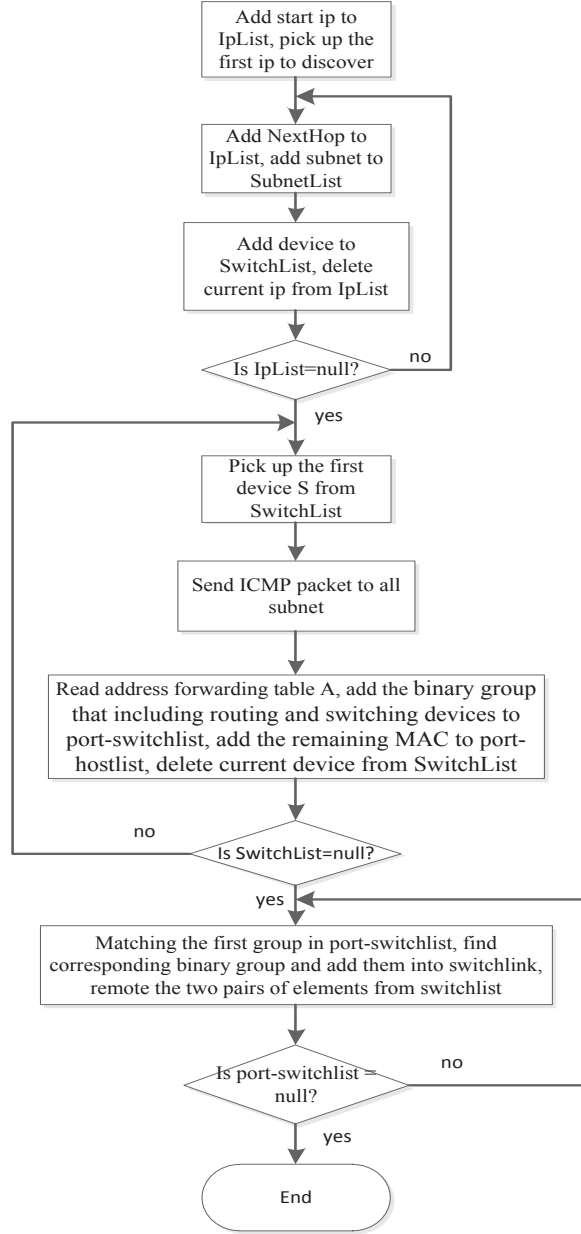 Add start ip to
IpList, pick up the
first ip to discover
Add NextHop to
IpList, add subnet to
SubnetList
Add device to
SwitchList, delete
current ip from IpList
Is IpList=null?
no
yes
Pick up the first
device S from
SwitchList
Send ICMP packet to all
subnet
Read address forwarding table A, add the binary group
that including routing and switching devices to
port-switchlist, add the remaining MAC to port-
hostlist, delete current device from SwitchList
no
Is SwitchList=null?
yes
Matching the first group in port-switchlist, find
corresponding binary group and add them into switchlink,
remote the two pairs of elements from switchlist
Is port-switchlist =
null?
no
yes
End